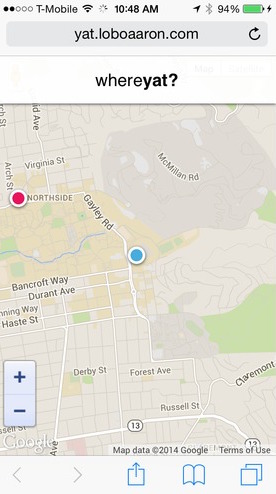 T-Mobile 10:48 AM 94%
yat.loboaaron.com
whereyat?
Map
Virginia St
McMillan Rd
Arch St
NORTHSIDE
Gayley Rd
Bancroft Way
Durant Ave
Haste St
Derby St
Forest Ave
Claremont
Russell St
13
13
+
−
Google
Map data ©2014 Google Terms of Use